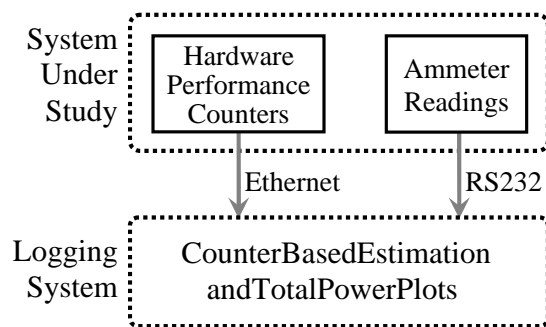 System
Under
Study
Hardware
Performance
Counters
Ammeter
Readings
Ethernet
RS232
Logging
System
CounterBasedEstimation
andTotalPowerPlots